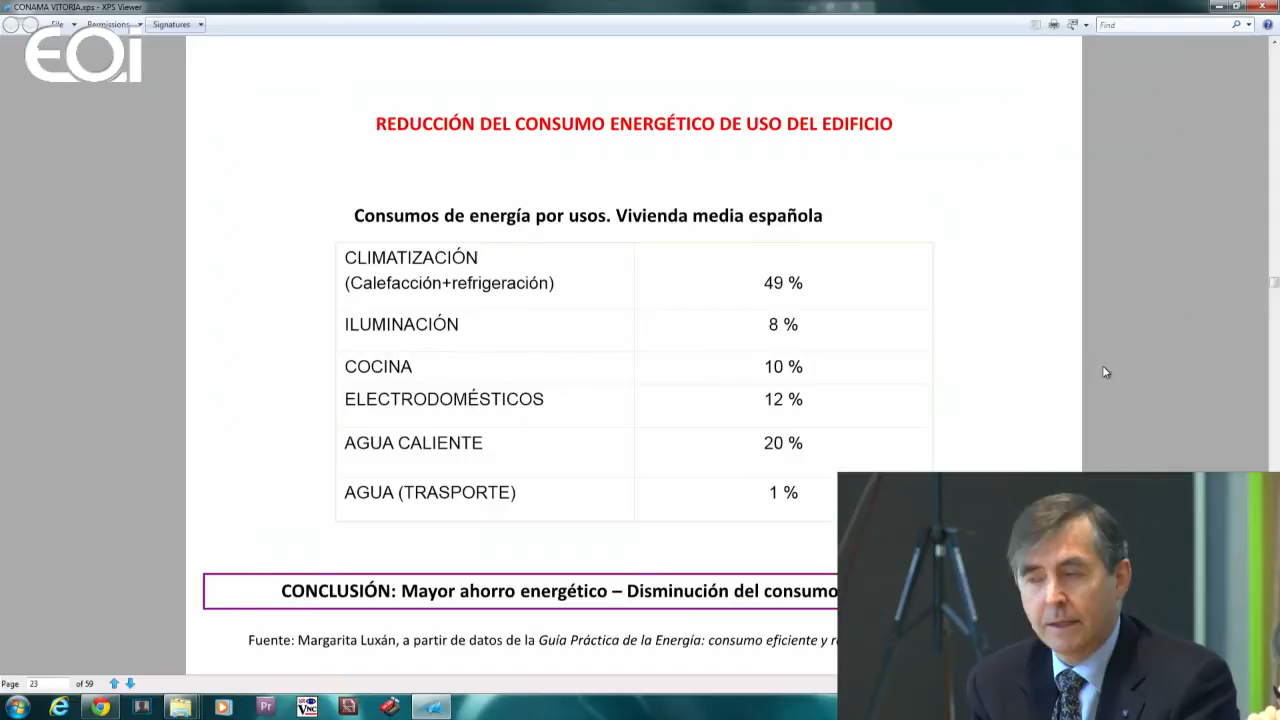 CONAMA VITORIA.xps - XPS Viewer
File Permissions Signatures Find
EOi
REDUCCIÓN DEL CONSUMO ENERGÉTICO DE USO DEL EDIFICIO
Consumos de energía por usos. Vivienda media española
CLIMATIZACIÓN
(Calefacción+refrigeración) 49 %
ILUMINACIÓN 8 %
COCINA 10 %
ELECTRODOMÉSTICOS 12 %
AGUA CALIENTE 20 %
AGUA (TRASPORTE) 1 %
CONCLUSIÓN: Mayor ahorro energético – Disminución del consumo
Fuente: Margarita Luxán, a partir de datos de la Guía Práctica de la Energía: consumo eficiente y
Page 23 of 59
Pr
VNC